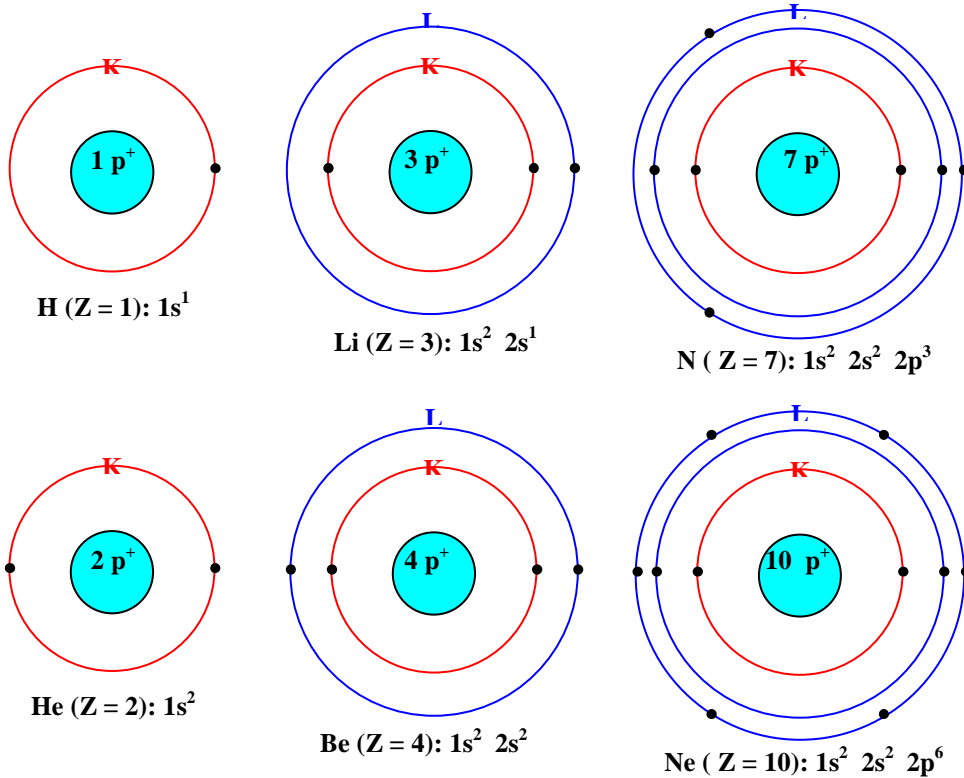 K
1 p⁺
H (Z = 1): 1s¹
L
K
3 p⁺
Li (Z = 3): 1s² 2s¹
L
K
7 p⁺
N ( Z = 7): 1s² 2s² 2p³
K
2 p⁺
He (Z = 2): 1s²
L
K
4 p⁺
Be (Z = 4): 1s² 2s²
L
K
10 p⁺
Ne ( Z = 10): 1s² 2s² 2p⁶